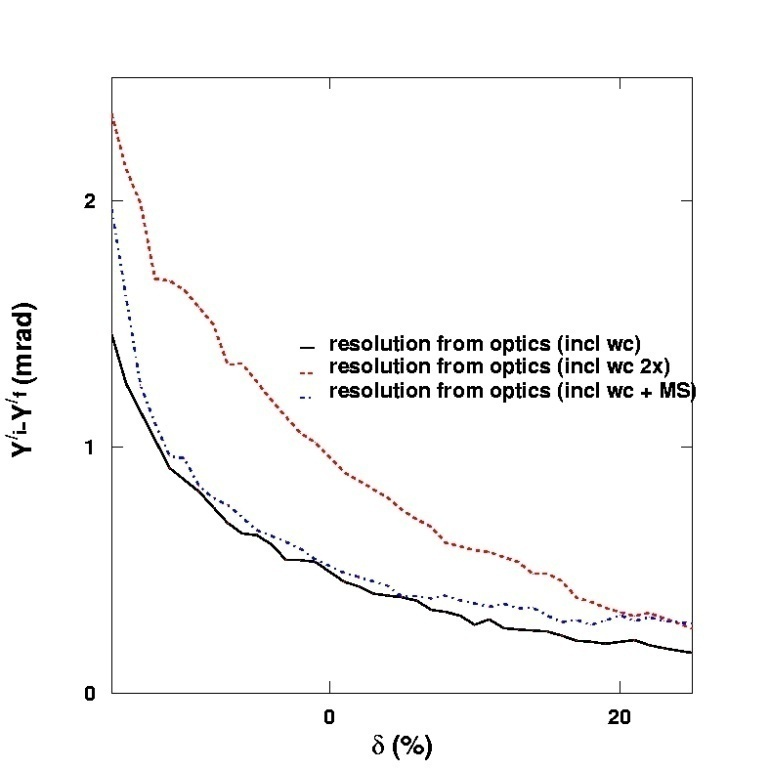 2
1
0
0
20
Y′i-Y′f (mrad)
resolution from optics (incl wc)
resolution from optics (incl wc 2x)
resolution from optics (incl wc + MS)
δ (%)